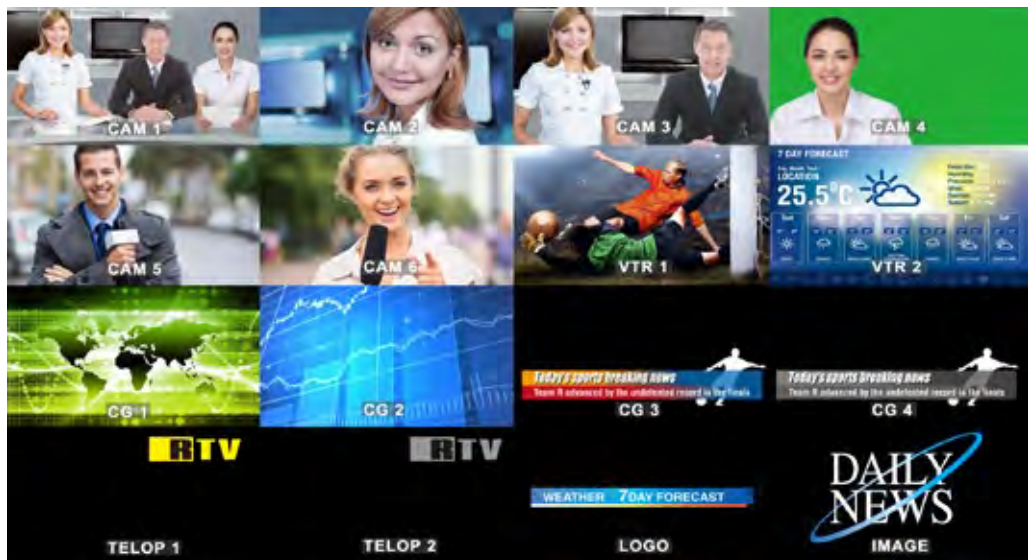 CAM 1
CAM 2
CAM 3
CAM 4
CAM 5
CAM 6
VTR 1
7 DAY FORECAST
LOCATION
25.5°C
VTR 2
CG 1
CG 2
Today's sports breaking news
Team R advanced by the undefeated record in the finals
CG 3
Today's sports breaking news
Team R advanced by the undefeated record in the finals
CG 4
RTV
TELOP 1
RTV
TELOP 2
WEATHER 7DAY FORECAST
LOGO
DAILY
NEWS
IMAGE